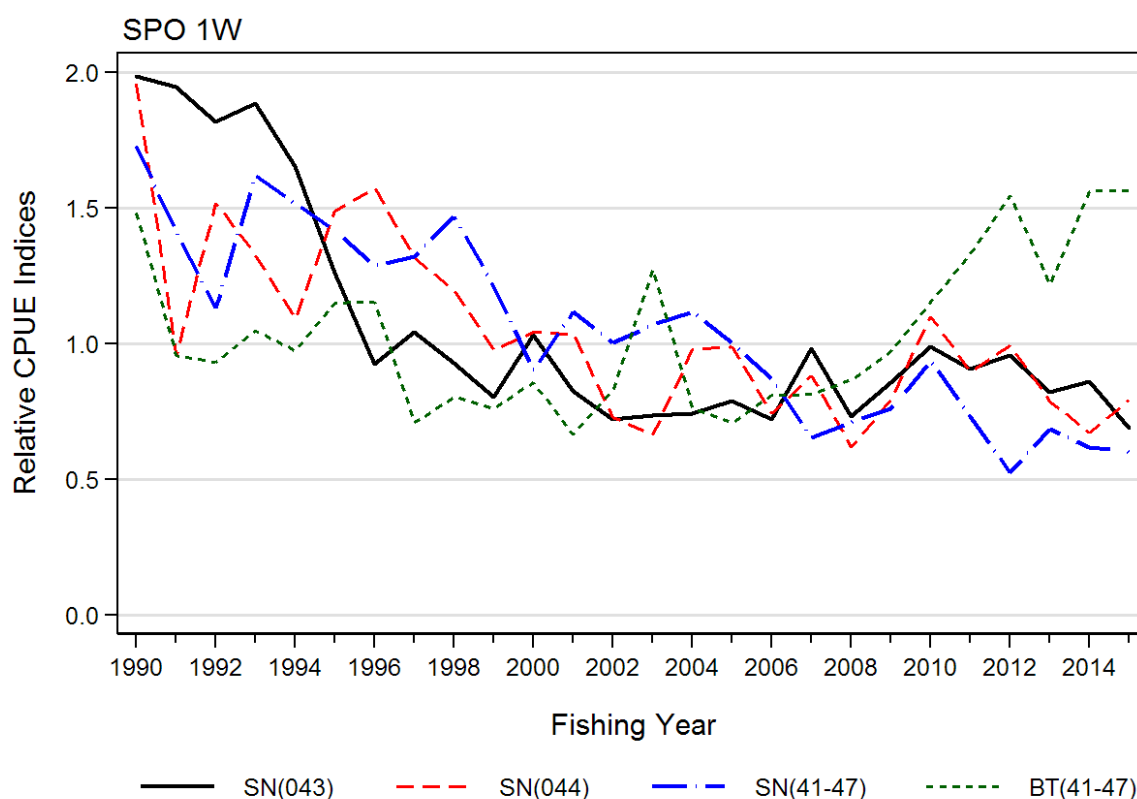 SPO 1W
2.0
1.5
1.0
0.5
0.0
Relative CPUE Indices
1990 1992 1994 1996 1998 2000 2002 2004 2006 2008 2010 2012 2014
Fishing Year
SN(043) SN(044) SN(41-47) BT(41-47)